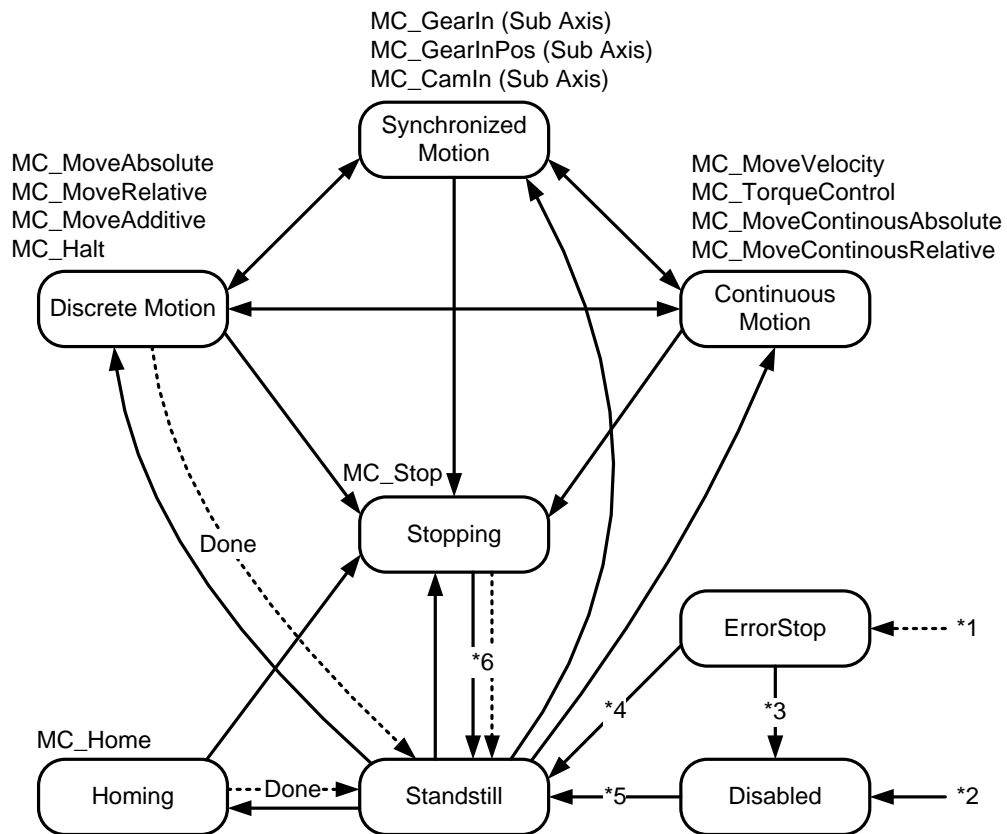 MC_GearIn (Sub Axis)
MC_GearInPos (Sub Axis)
MC_CamIn (Sub Axis)
Synchronized
Motion
MC_MoveAbsolute
MC_MoveRelative
MC_MoveAdditive
MC_Halt
MC_MoveVelocity
MC_TorqueControl
MC_MoveContinousAbsolute
MC_MoveContinousRelative
Discrete Motion
Continuous
Motion
MC_Stop
Stopping
Done
ErrorStop
*1
*6
*4
*3
MC_Home
Homing
Done
Standstill
*5
Disabled
*2